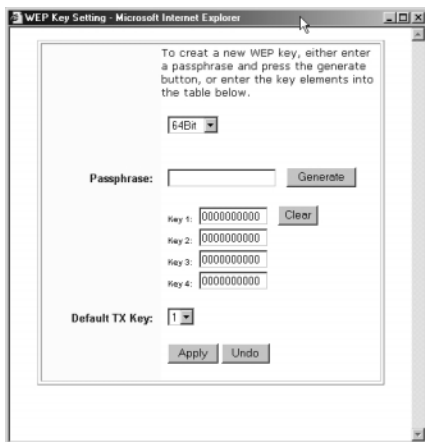 WEP Key Setting - Microsoft Internet Explorer
To creat a new WEP key, either enter
a passphrase and press the generate
button, or enter the key elements into
the table below.
64Bit
Passphrase: Generate
Key 1: 0000000000 Clear
Key 2: 0000000000
Key 3: 0000000000
Key 4: 0000000000
Default TX Key: 1
Apply Undo